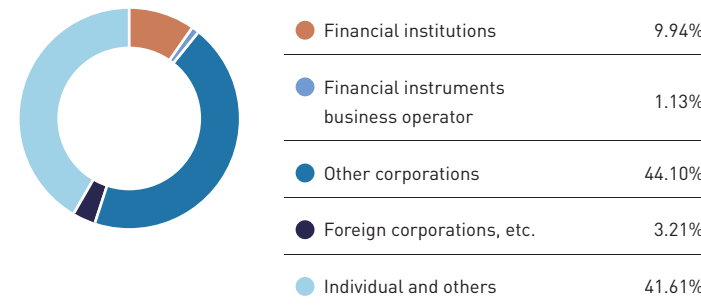 Financial institutions 9.94%
Financial instruments
business operator 1.13%
Other corporations 44.10%
Foreign corporations, etc. 3.21%
Individual and others 41.61%